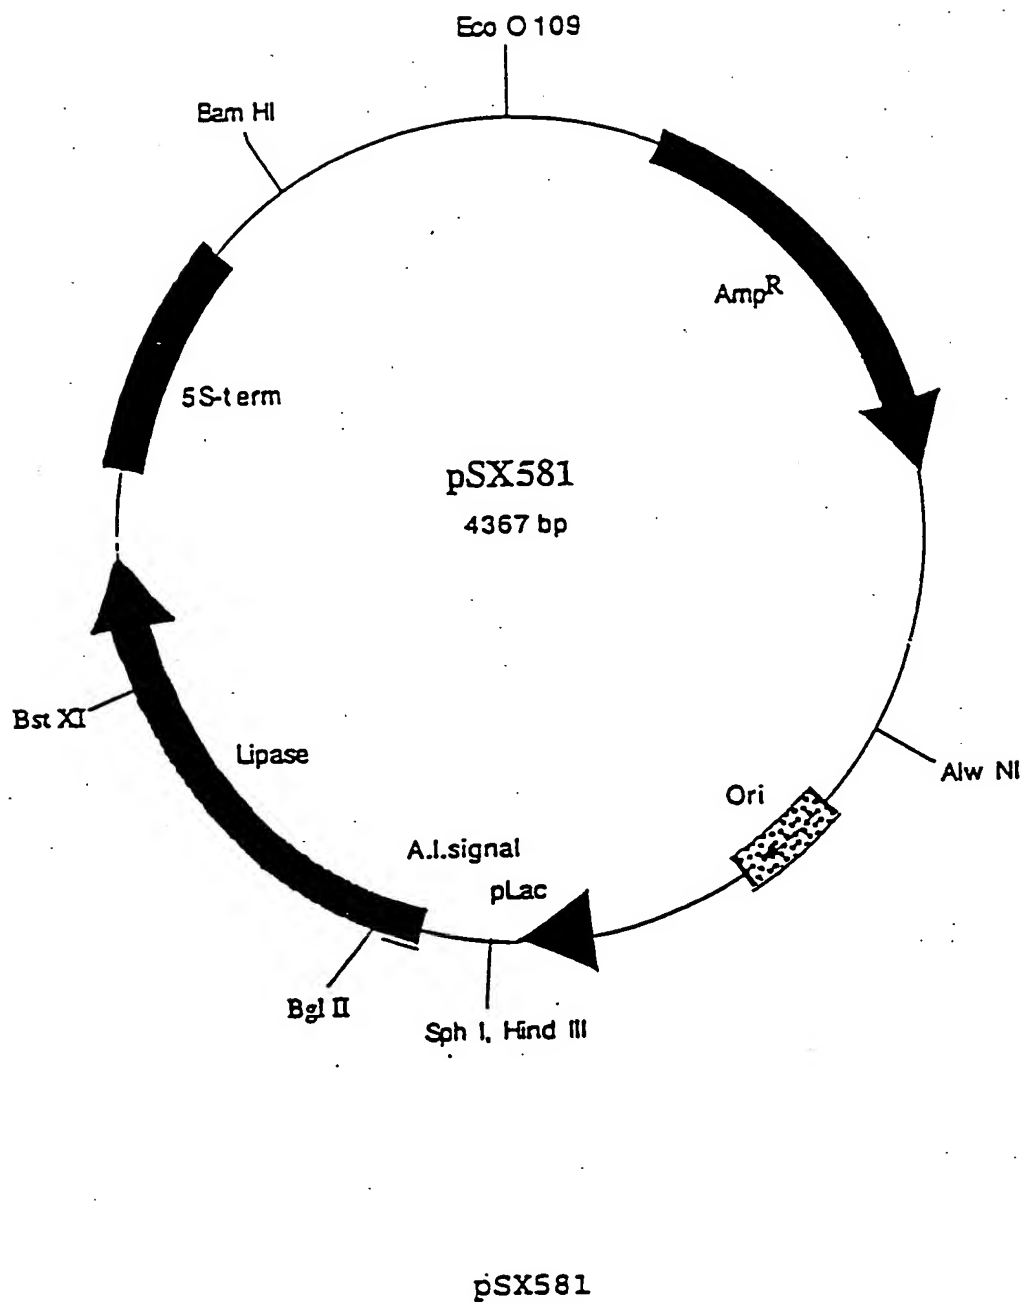 Eco O 109
Bam HI
Amp^R
5S-term
pSX581
4367 bp
Bst XI
Lipase
Alw NI
Ori
A.l.signal
pLac
Bgl II
Sph I, Hind III
pSX581